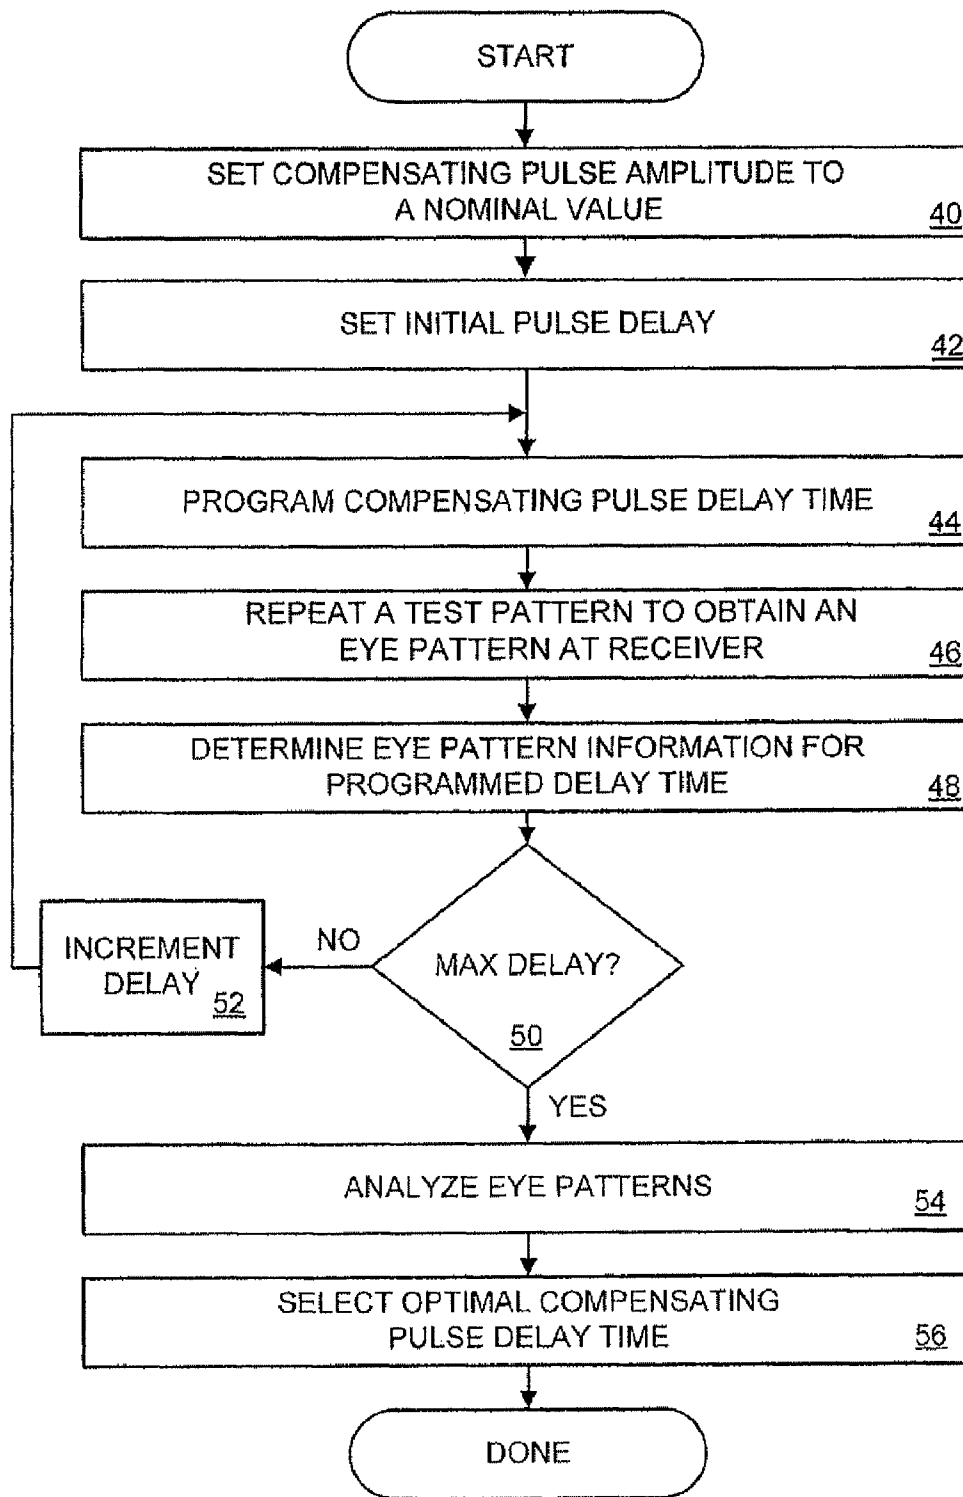 START
SET COMPENSATING PULSE AMPLITUDE TO
A NOMINAL VALUE
40
SET INITIAL PULSE DELAY
42
PROGRAM COMPENSATING PULSE DELAY TIME
44
REPEAT A TEST PATTERN TO OBTAIN AN
EYE PATTERN AT RECEIVER
46
DETERMINE EYE PATTERN INFORMATION FOR
PROGRAMMED DELAY TIME
48
MAX DELAY?
50
NO
INCREMENT
DELAY
52
YES
ANALYZE EYE PATTERNS
54
SELECT OPTIMAL COMPENSATING
PULSE DELAY TIME
56
DONE